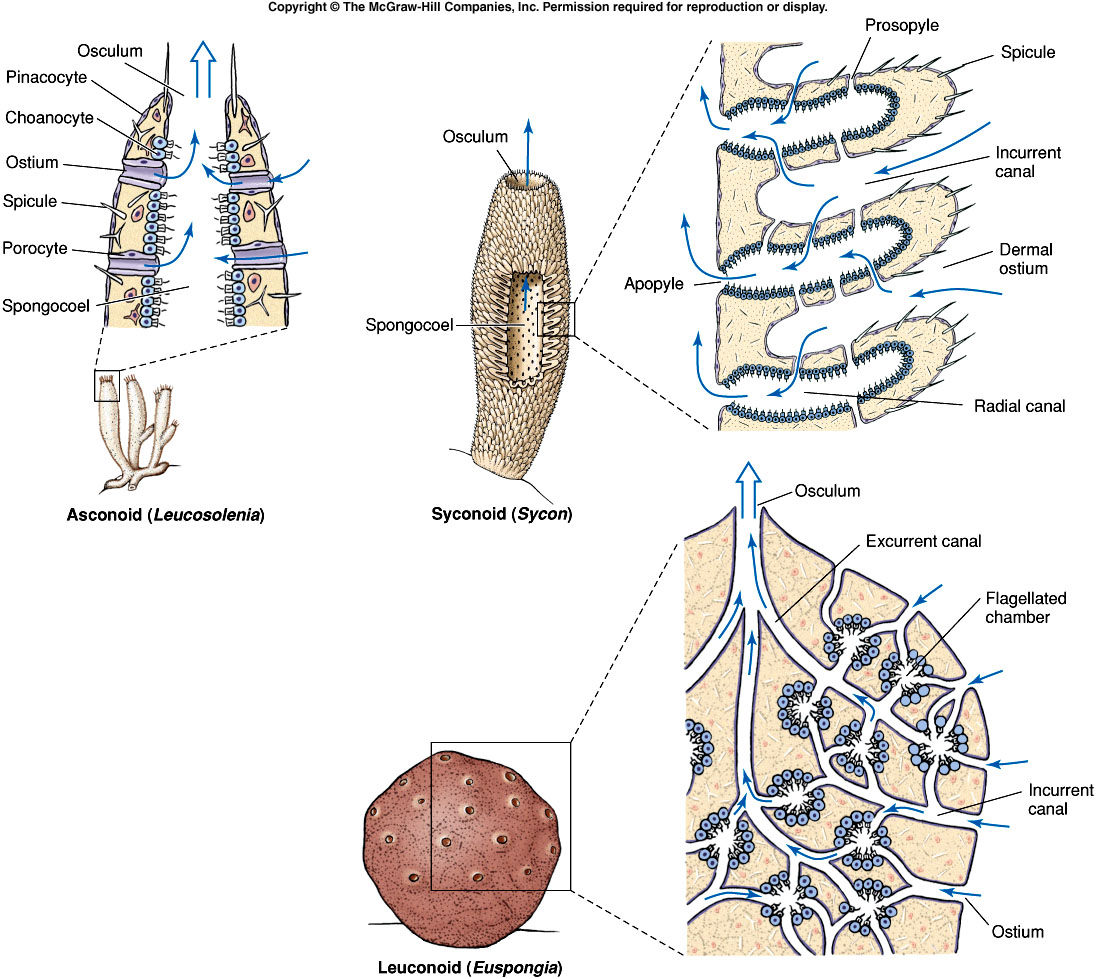 Copyright © The McGraw-Hill Companies, Inc. Permission required for reproduction or display.
Osculum
Pinacocyte
Choanocyte
Ostium
Spicule
Porocyte
Spongocoel
Asconoid (Leucosolenia)
Osculum
Spongocoel
Syconoid (Sycon)
Prosopyle
Spicule
Incurrent
canal
Dermal
ostium
Apopyle
Radial canal
Osculum
Excurrent canal
Flagellated
chamber
Incurrent
canal
Ostium
Leuconoid (Euspongia)